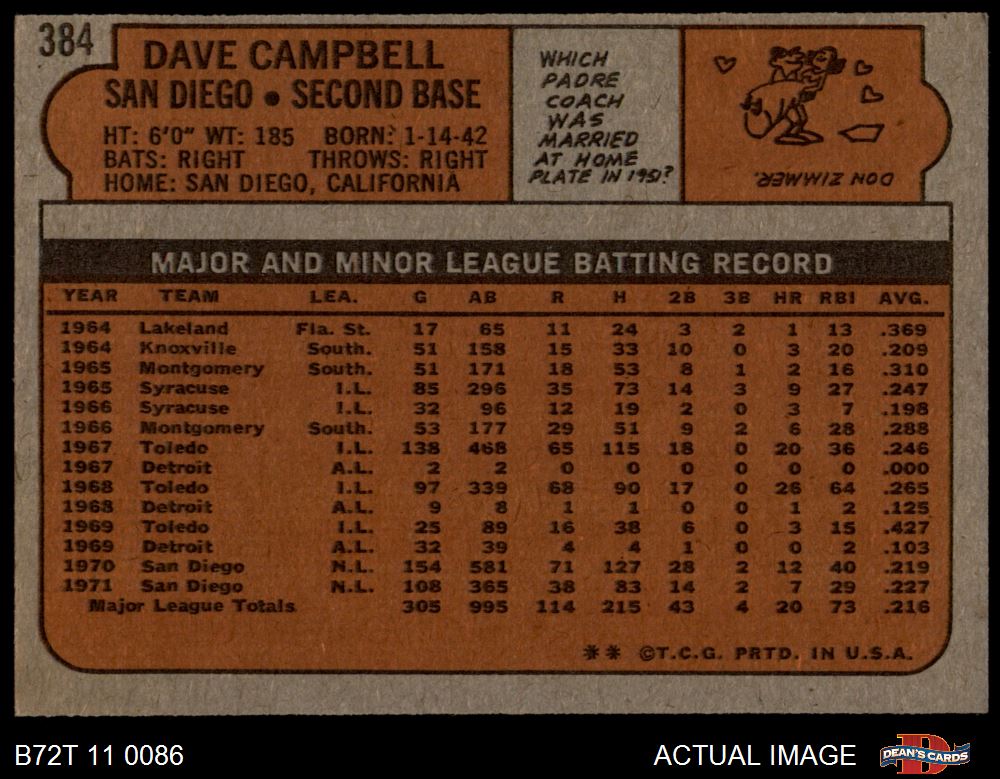 384
DAVE CAMPBELL
SAN DIEGO • SECOND BASE
HT: 6'0" WT: 185 BORN: 1-14-42
BATS: RIGHT THROWS: RIGHT
HOME: SAN DIEGO, CALIFORNIA
WHICH
PADRE
COACH
WAS
MARRIED
AT HOME
PLATE IN 1951?
DON ZIMMER.
MAJOR AND MINOR LEAGUE BATTING RECORD
YEAR TEAM LEA. G AB R H 2B 3B HR RBI AVG.
1964 Lakeland Fla. St. 17 65 11 24 3 2 1 13 .369
1964 Knoxville South. 51 158 15 33 10 0 3 20 .209
1965 Montgomery South. 51 171 18 53 8 1 2 16 .310
1965 Syracuse I.L. 85 296 35 73 14 3 9 27 .247
1966 Syracuse I.L. 32 96 12 19 2 0 3 7 .198
1966 Montgomery South. 53 177 29 51 9 2 6 28 .288
1967 Toledo I.L. 138 468 65 115 18 0 20 36 .246
1967 Detroit A.L. 2 2 0 0 0 0 0 0 .000
1968 Toledo I.L. 97 339 68 90 17 0 26 64 .265
1968 Detroit A.L. 9 8 1 1 0 0 1 2 .125
1969 Toledo I.L. 25 89 16 38 6 0 3 15 .427
1969 Detroit A.L. 32 39 4 4 1 0 0 2 .103
1970 San Diego N.L. 154 581 71 127 28 2 12 40 .219
1971 San Diego N.L. 108 365 38 83 14 2 7 29 .227
Major League Totals 305 995 114 215 43 4 20 73 .216
** ©T.C.G. PRTD. IN U.S.A.
B72T 11 0086
ACTUAL IMAGE
DEAN'S CARDS